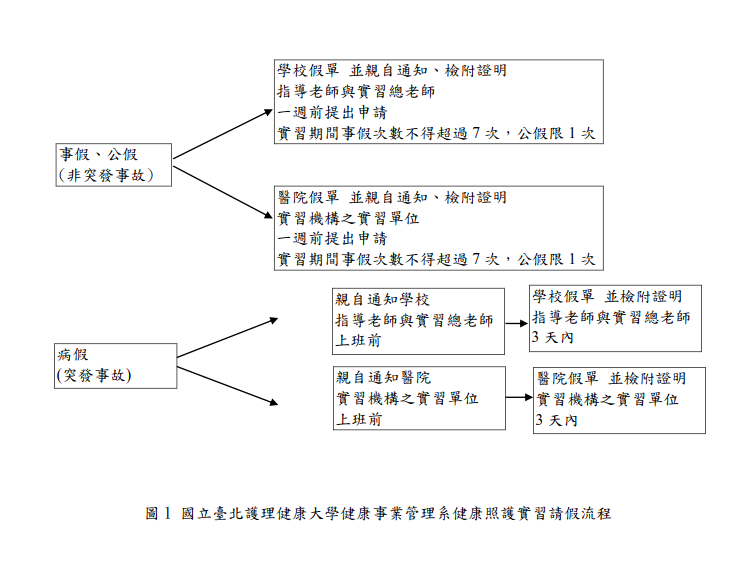 學校假單 並親自通知、檢附證明
指導老師與實習總老師
一週前提出申請
實習期間事假次數不得超過 7 次，公假限 1 次
事假、公假
（非突發事故）
醫院假單 並親自通知、檢附證明
實習機構之實習單位
一週前提出申請
實習期間事假次數不得超過 7 次，公假限 1 次
親自通知學校
指導老師與實習總老師
上班前
學校假單 並檢附證明
指導老師與實習總老師
3 天內
病假
(突發事故)
親自通知醫院
實習機構之實習單位
上班前
醫院假單 並檢附證明
實習機構之實習單位
3 天內
圖 1 國立臺北護理健康大學健康事業管理系健康照護實習請假流程